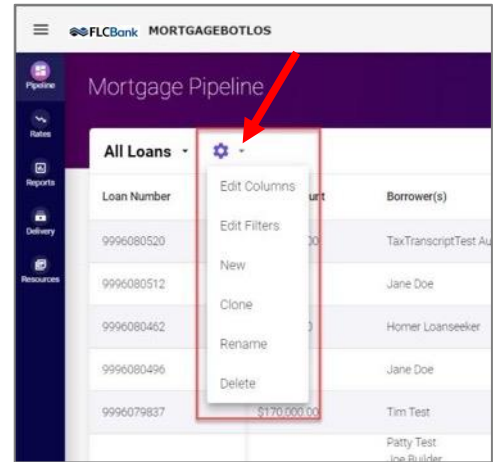 FLCBank MORTGAGEBOTLOS
Pipeline
Rates
Reports
Delivery
Resources
Mortgage Pipeline
All Loans
Edit Columns
Edit Filters
New
Clone
Rename
Delete
Loan Number Borrower(s)
9996080520 TaxTranscriptTest Au
9996080512 Jane Doe
9996080462 Homer Loanseeker
9996080496 Jane Doe
9996079837 $170,000.00 Tim Test
Patty Test
Joe Builder